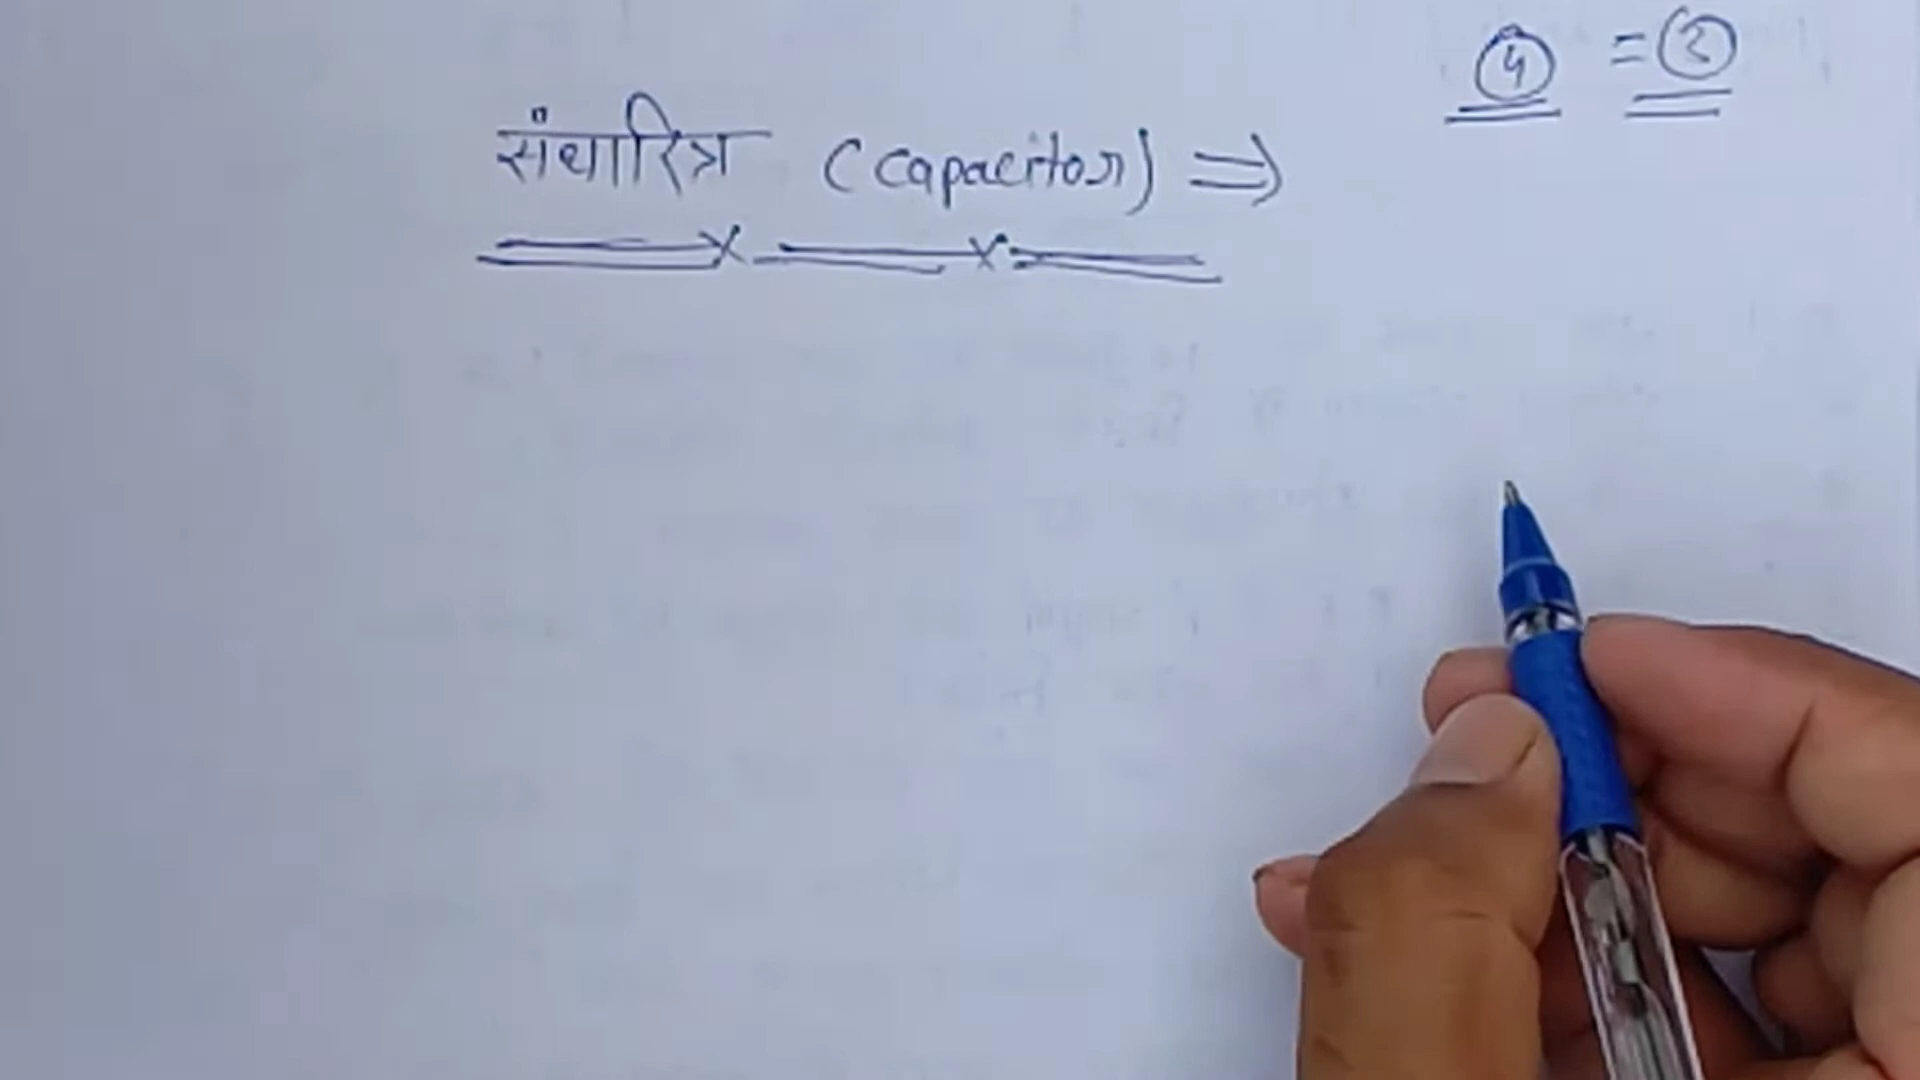 ④ = ③
संधारित्र (Capacitor) ⇒